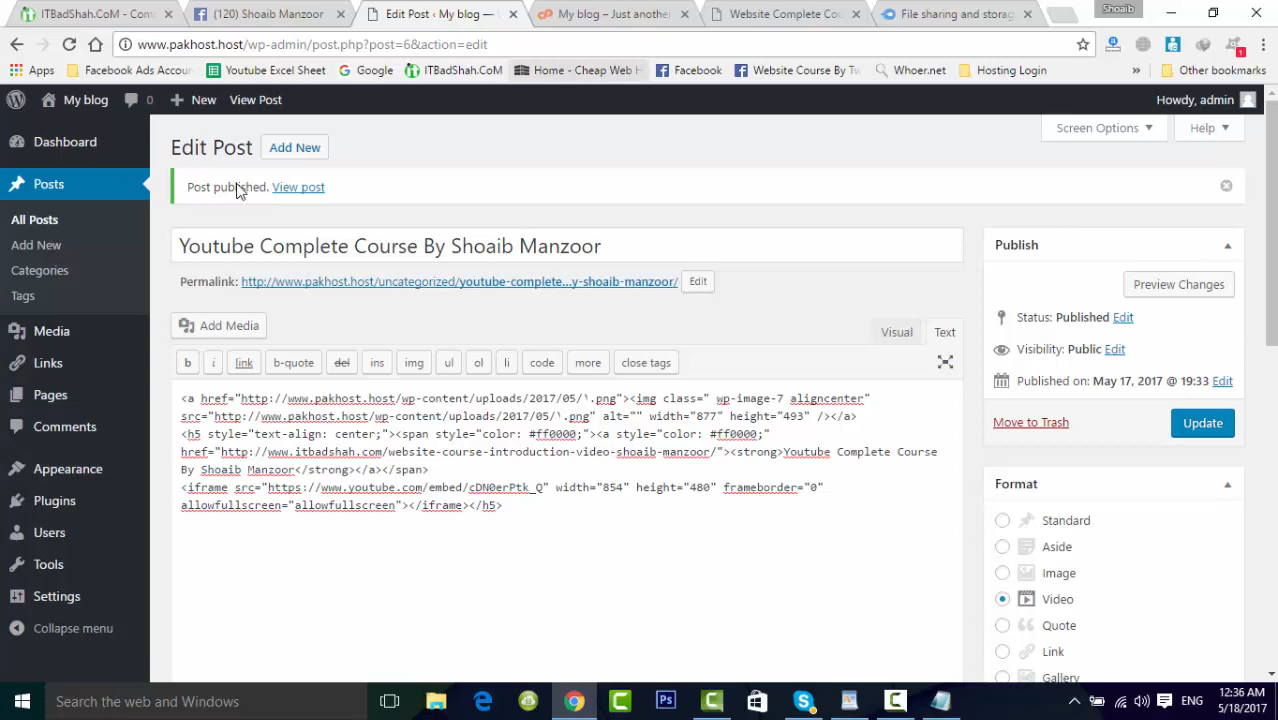 ITBadShah.CoM - Com
(120) Shoaib Manzoor
Edit Post ‹ My blog —
My blog – Just another
Website Complete Cou
File sharing and storag
Shoaib
www.pakhost.host/wp-admin/post.php?post=6&action=edit
Apps
Facebook Ads Accou
Youtube Excel Sheet
Google
ITBadShah.CoM
Home - Cheap Web H
Facebook
Website Course By Tw
Whoer.net
Hosting Login
»
Other bookmarks
My blog
0
New
View Post
Howdy, admin
Dashboard
Posts
All Posts
Add New
Categories
Tags
Media
Links
Pages
Comments
Appearance
Plugins
Users
Tools
Settings
Collapse menu
Edit Post
Add New
Screen Options
Help
Post published. View post
Youtube Complete Course By Shoaib Manzoor
Permalink: http://www.pakhost.host/uncategorized/youtube-complete...y-shoaib-manzoor/
Edit
Add Media
Visual
Text
b
i
link
b-quote
del
ins
img
ul
ol
li
code
more
close tags
<a href="http://www.pakhost.host/wp-content/uploads/2017/05/\.png"><img class=" wp-image-7 aligncenter"
src="http://www.pakhost.host/wp-content/uploads/2017/05/\.png" alt="" width="877" height="493" /></a>
<h5 style="text-align: center;"><span style="color: #ff0000;"><a style="color: #ff0000;"
href="http://www.itbadshah.com/website-course-introduction-video-shoaib-manzoor/"><strong>Youtube Complete Course
By Shoaib Manzoor</strong></a></span>
<iframe src="https://www.youtube.com/embed/cDN0erPtk_Q" width="854" height="480" frameborder="0"
allowfullscreen="allowfullscreen"></iframe></h5>
Publish
Preview Changes
Status: Published Edit
Visibility: Public Edit
Published on: May 17, 2017 @ 19:33 Edit
Move to Trash
Update
Format
Standard
Aside
Image
Video
Quote
Link
Gallery
Search the web and Windows
Ps
ENG
12:36 AM
5/18/2017
1